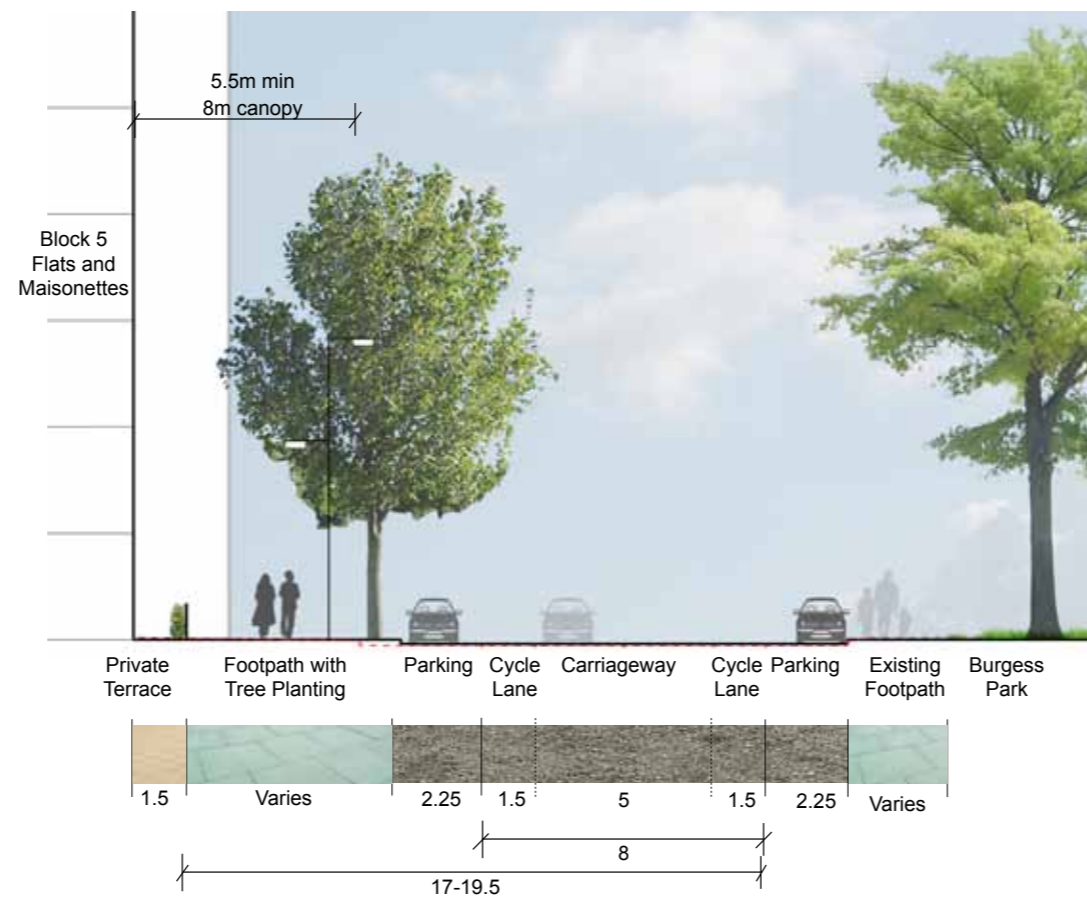 5.5m min
8m canopy
Block 5
Flats and
Maisonettes
Private
Terrace
Footpath with
Tree Planting
Parking
Cycle
Lane
Carriageway
Cycle
Lane
Parking
Existing
Footpath
Burgess
Park
1.5
Varies
2.25
1.5
5
1.5
2.25
Varies
8
17-19.5